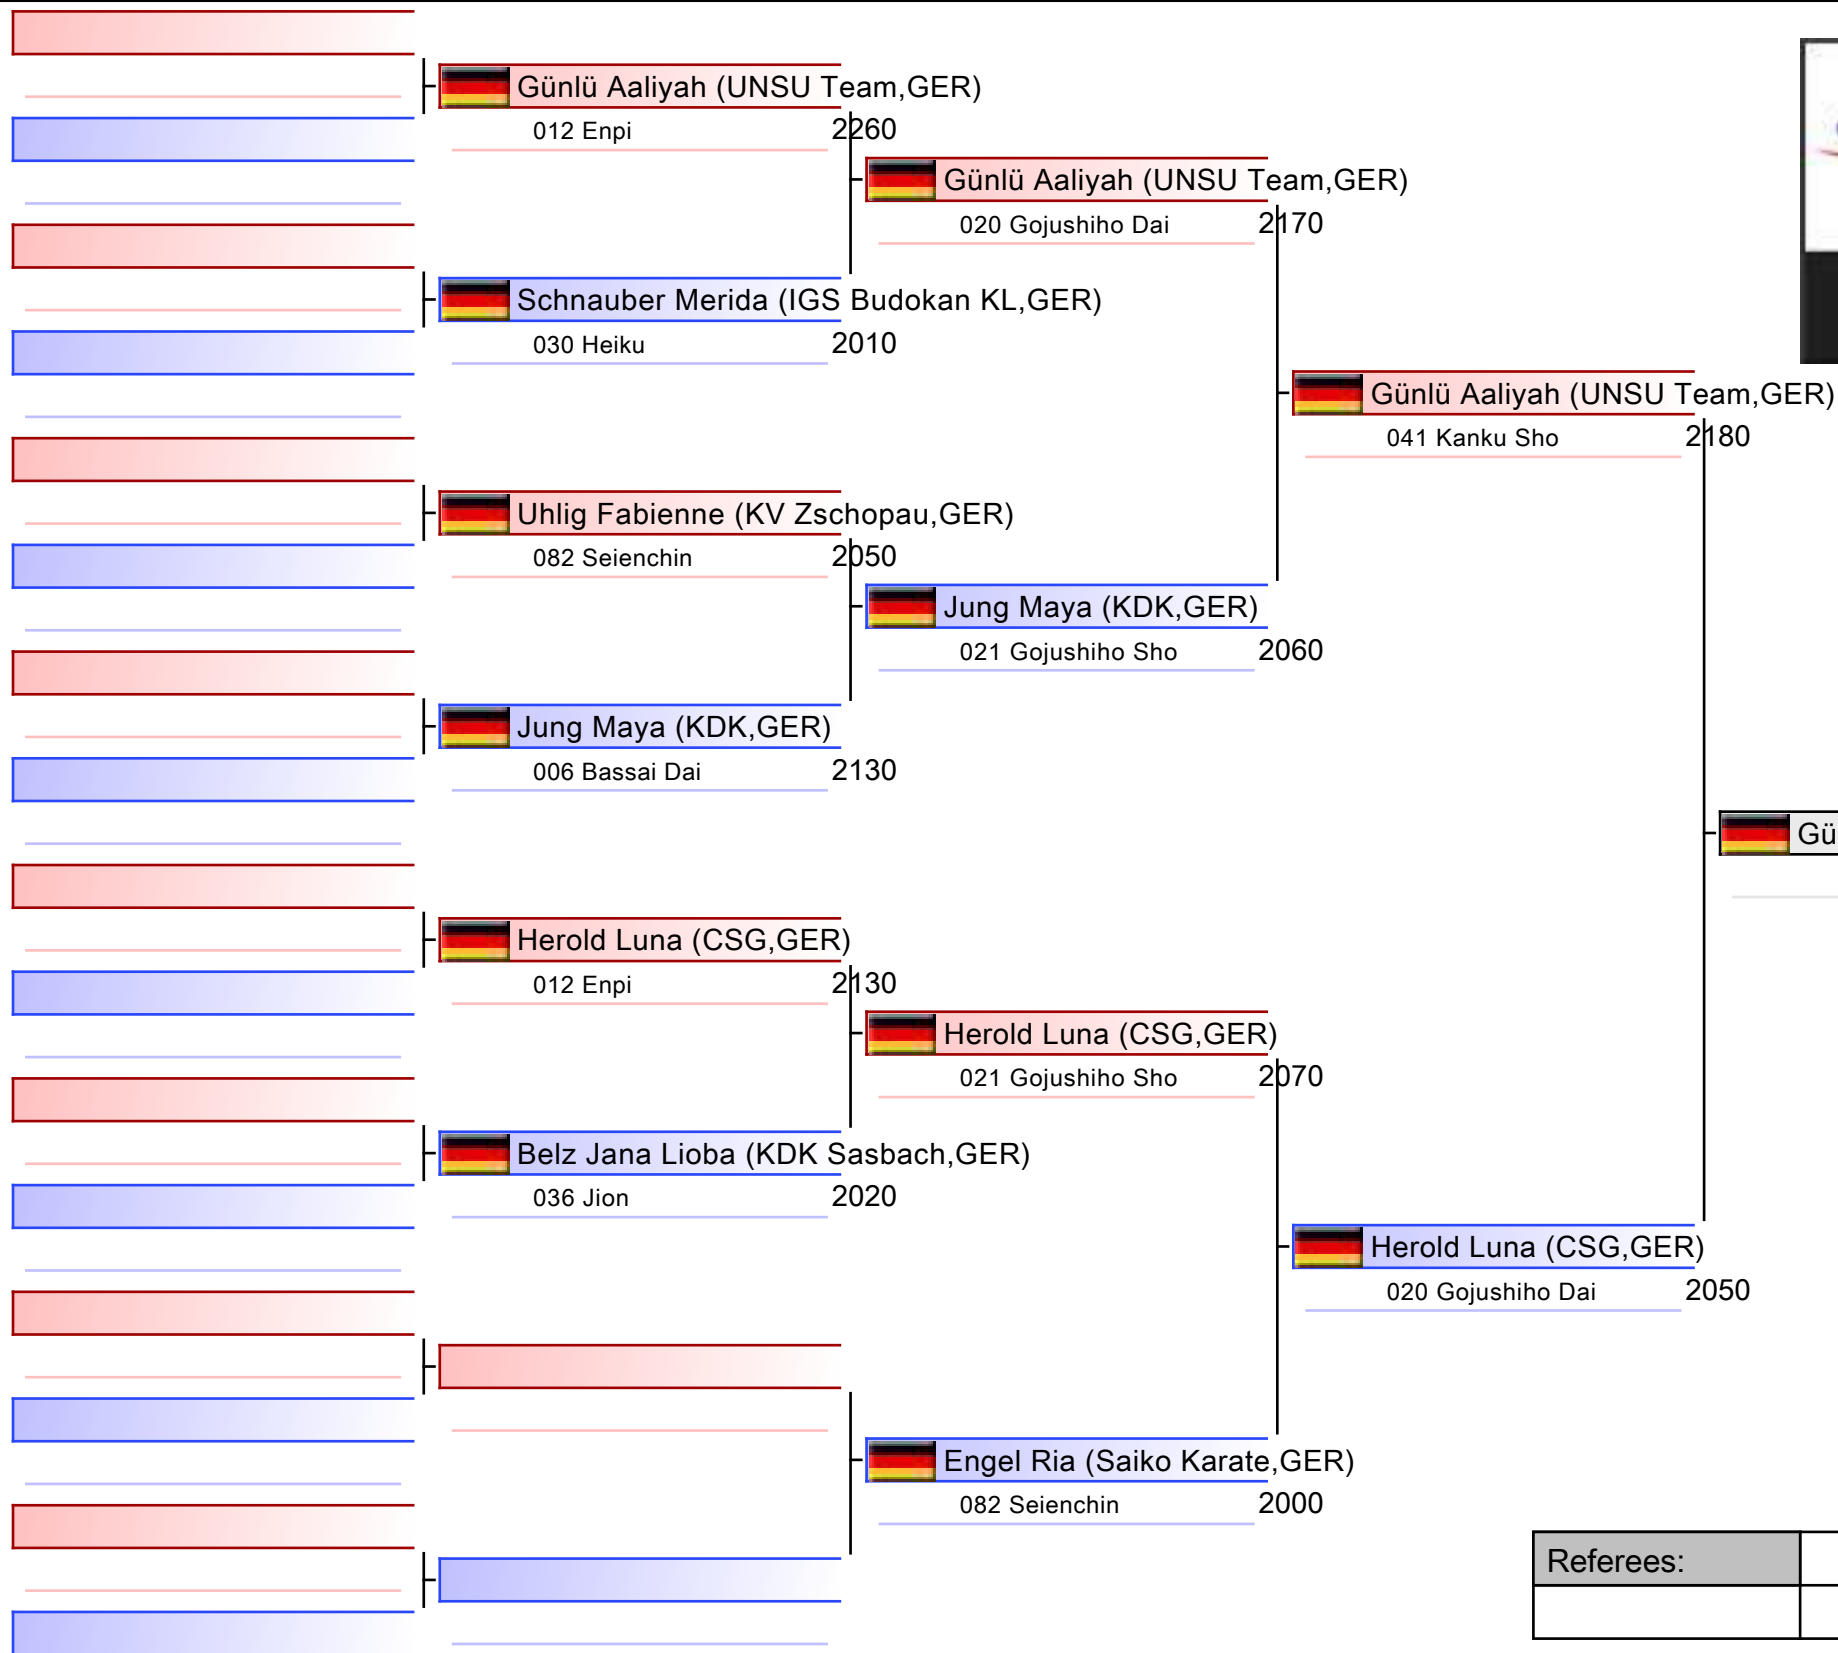 Günlü Aaliyah (UNSU Team,GER)
012 Enpi 2260
Schnauber Merida (IGS Budokan KL,GER)
030 Heiku 2010
Uhlig Fabienne (KV Zschopau,GER)
082 Seienchin 2050
Jung Maya (KDK,GER)
006 Bassai Dai 2130
Herold Luna (CSG,GER)
012 Enpi 2130
Belz Jana Lioba (KDK Sasbach,GER)
036 Jion 2020
Günlü Aaliyah (UNSU Team,GER)
020 Gojushiho Dai 2170
Jung Maya (KDK,GER)
021 Gojushiho Sho 2060
Herold Luna (CSG,GER)
021 Gojushiho Sho 2070
Engel Ria (Saiko Karate,GER)
082 Seienchin 2000
Günlü Aaliyah (UNSU Team,GER)
041 Kanku Sho 2180
Herold Luna (CSG,GER)
020 Gojushiho Dai 2050
Gü
Referees: